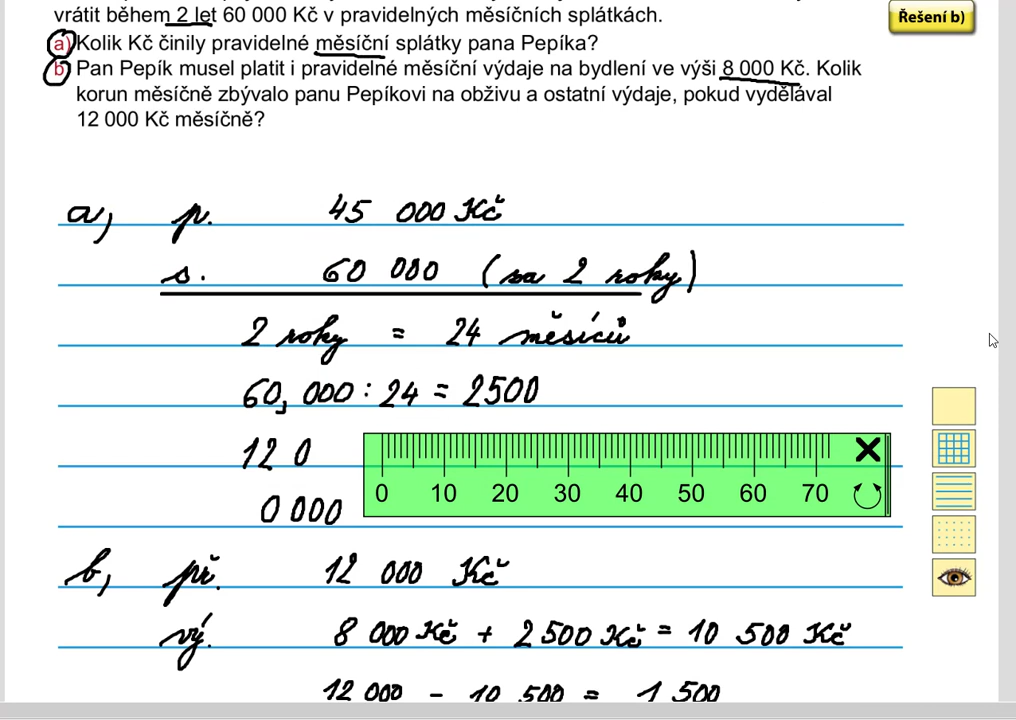 vrátit během 2 let 60 000 Kč v pravidelných měsíčních splátkách.
Řešení b)
a) Kolik Kč činily pravidelné měsíční splátky pana Pepíka?
b) Pan Pepík musel platit i pravidelné měsíční výdaje na bydlení ve výši 8 000 Kč. Kolik
korun měsíčně zbývalo panu Pepíkovi na obživu a ostatní výdaje, pokud vydělával
12 000 Kč měsíčně?
a, p. 45 000 Kč
s. 60 000 (za 2 roky)
2 roky = 24 měsíců
60,000 : 24 = 2500
12 0
0 10 20 30 40 50 60 70
0 000
b, př. 12 000 Kč
vý. 8 000 Kč + 2 500 Kč = 10 500 Kč
12 000 - 10 500 = 1 500